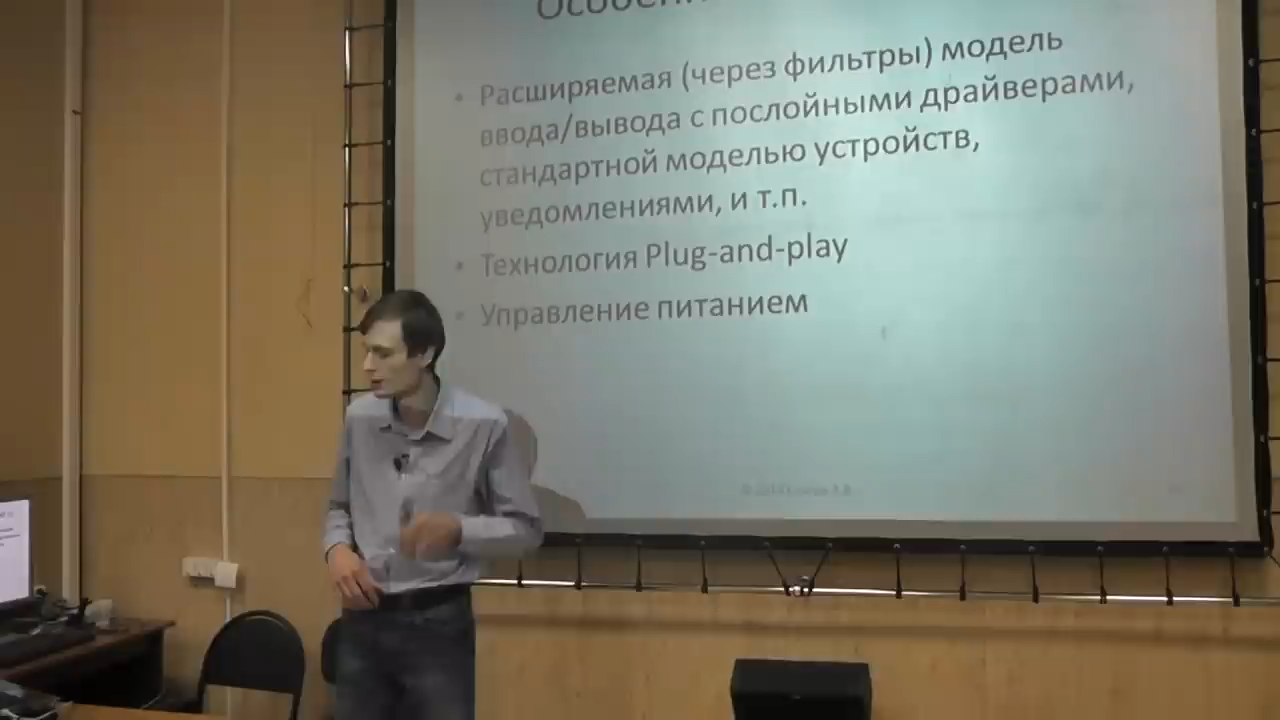 • Расширяемая (через фильтры) модель
ввода/вывода с послойными драйверами,
стандартной моделью устройств,
уведомлениями, и т.п.
• Технология Plug-and-play
• Управление питанием